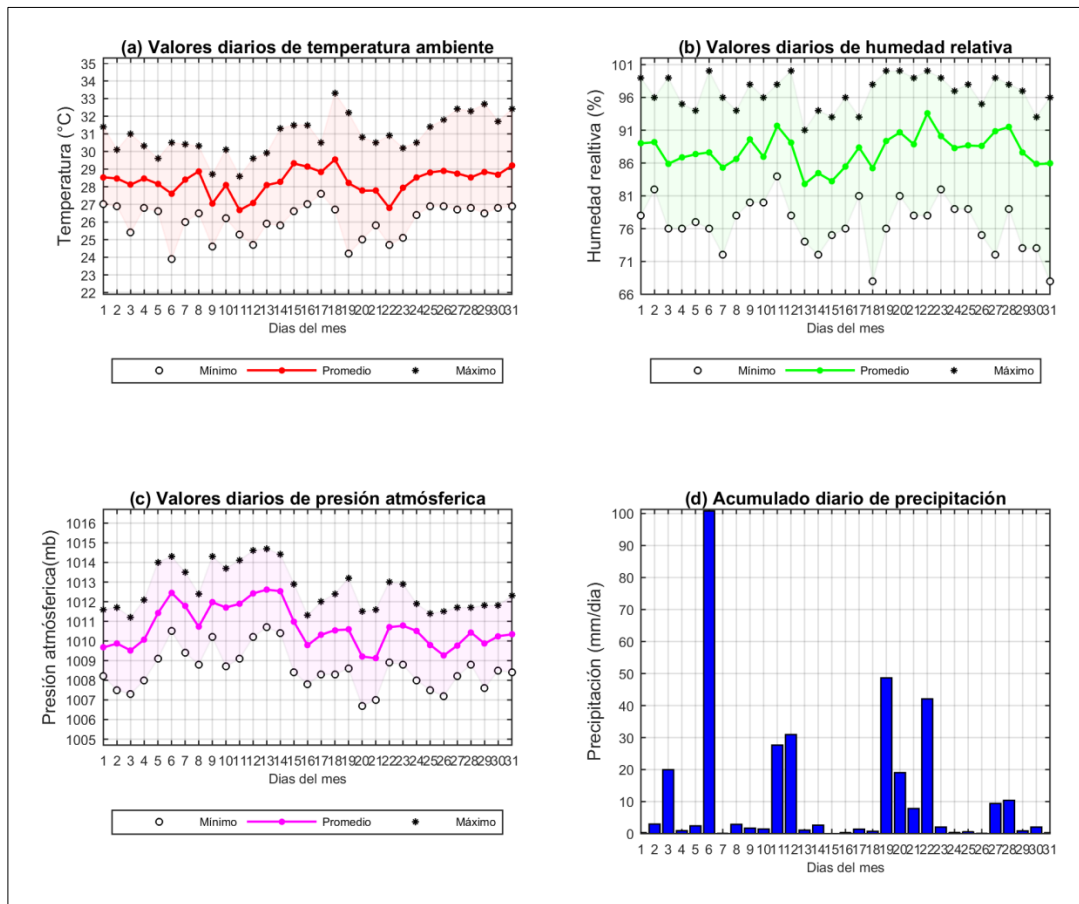 (a) Valores diarios de temperatura ambiente
35
34
33
32
31
30
29
28
27
26
25
24
23
22
Temperatura (°C)
1 2 3 4 5 6 7 8 9 10 11 12 13 14 15 16 17 18 19 20 21 22 23 24 25 26 27 28 29 30 31
Dias del mes
Mínimo Promedio Máximo
(b) Valores diarios de humedad relativa
101
96
91
86
81
76
71
66
Humedad realtiva (%)
1 2 3 4 5 6 7 8 9 10 11 12 13 14 15 16 17 18 19 20 21 22 23 24 25 26 27 28 29 30 31
Dias del mes
Mínimo Promedio Máximo
(c) Valores diarios de presión atmósferica
1016
1015
1014
1013
1012
1011
1010
1009
1008
1007
1006
1005
Presión atmósferica(mb)
1 2 3 4 5 6 7 8 9 10 11 12 13 14 15 16 17 18 19 20 21 22 23 24 25 26 27 28 29 30 31
Dias del mes
Mínimo Promedio Máximo
(d) Acumulado diario de precipitación
100
90
80
70
60
50
40
30
20
10
0
Precipitación (mm/dia)
1 2 3 4 5 6 7 8 9 10 11 12 13 14 15 16 17 18 19 20 21 22 23 24 25 26 27 28 29 30 31
Dias del mes